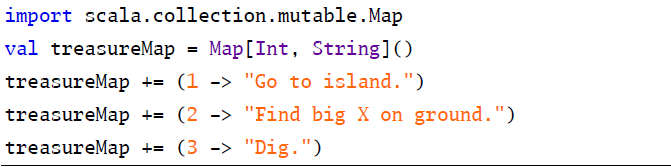 import scala.collection.mutable.Map
val treasureMap = Map[Int, String]()
treasureMap += (1 -> "Go to island.")
treasureMap += (2 -> "Find big X on ground.")
treasureMap += (3 -> "Dig.")